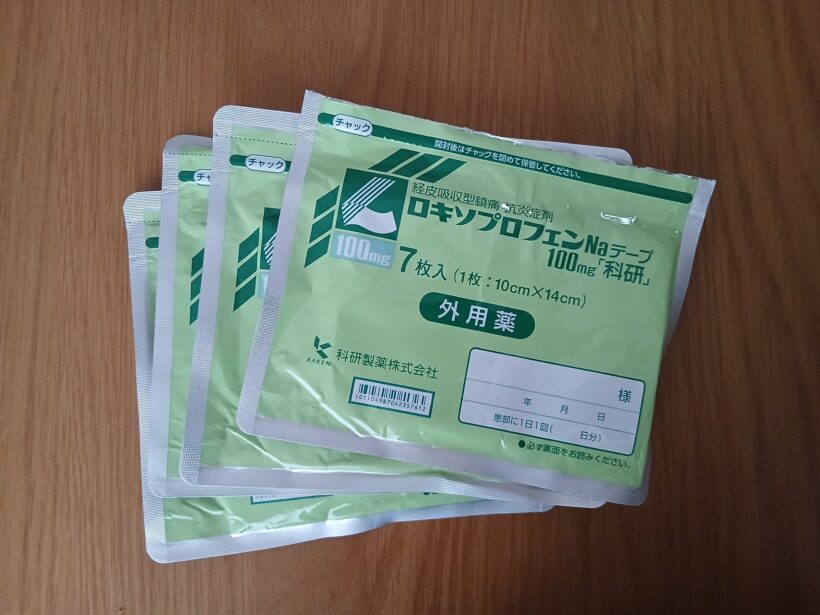 チャック
開封後はチャックを閉めて保管してください。
経皮吸収型鎮痛・抗炎症剤
ロキソプロフェンNaテープ
100mg「科研」
100mg
7枚入(1枚:10cm×14cm)
外用薬
KAKEN
科研製薬株式会社
(01)04987042357612
様
年 月 日
患部に1日1回( 日分)
●必ず裏面をお読みください。
チャック
チャ